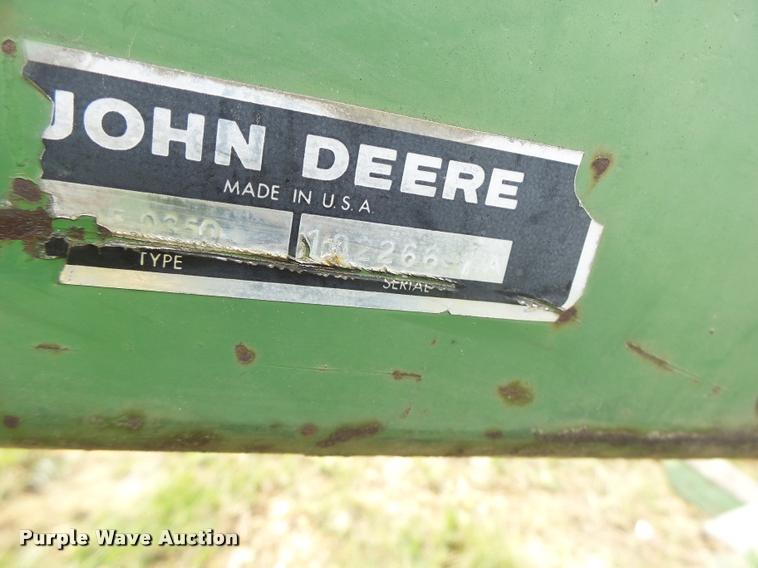 JOHN DEERE
MADE IN U.S.A.
TYPE
SERIAL
Purple Wave Auction